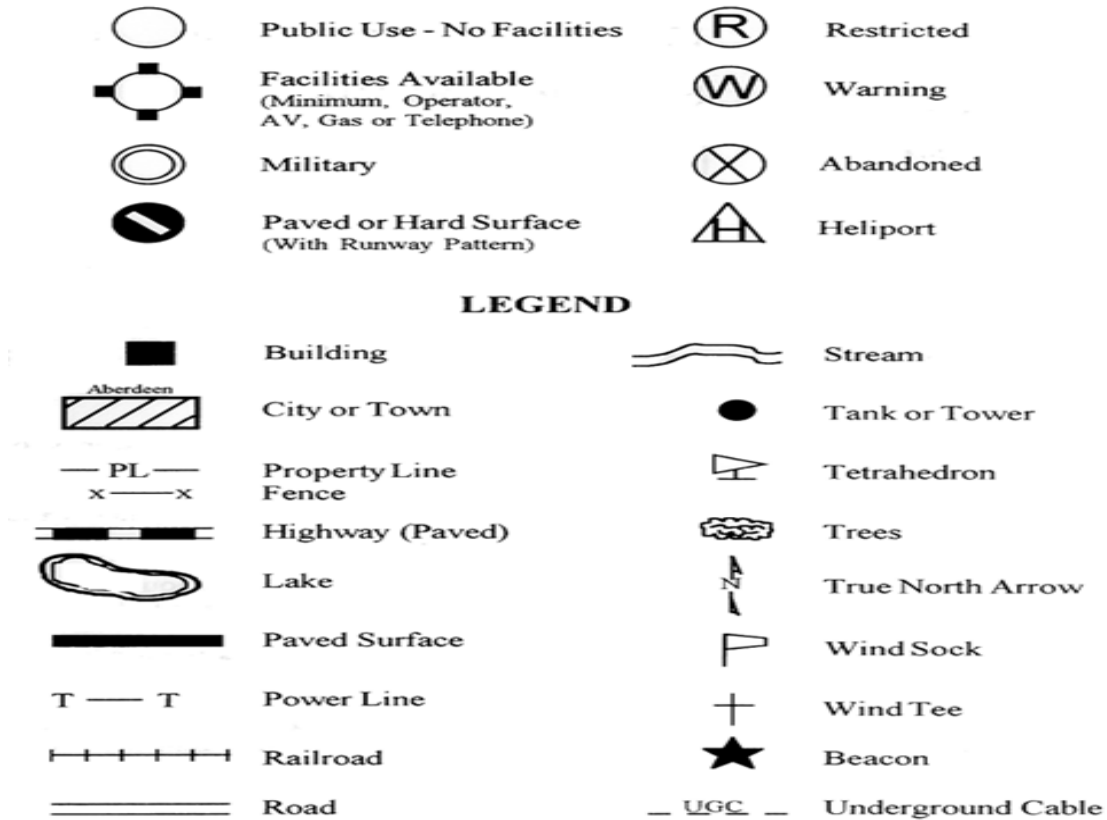 Public Use - No Facilities
R Restricted
Facilities Available
(Minimum, Operator,
AV, Gas or Telephone)
W Warning
Military
Abandoned
Paved or Hard Surface
(With Runway Pattern)
H Heliport
LEGEND
Building
Stream
Aberdeen
City or Town
Tank or Tower
PL Property Line
x x Fence
Tetrahedron
Highway (Paved)
Trees
Lake
N True North Arrow
Paved Surface
Wind Sock
T T Power Line
Wind Tee
Railroad
Beacon
Road
UGC Underground Cable